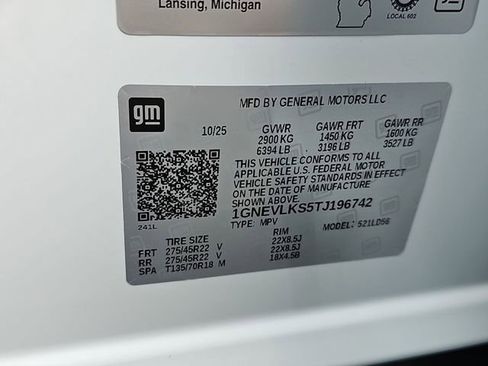 Lansing, Michigan
LOCAL 602
gm
MFD BY GENERAL MOTORS LLC
10/25 GVWR GAWR FRT GAWR RR
2900 KG 1450 KG 1600 KG
6394 LB 3196 LB 3527 LB
THIS VEHICLE CONFORMS TO ALL
APPLICABLE U.S. FEDERAL MOTOR
VEHICLE SAFETY STANDARDS IN EFFECT
ON THE DATE OF MANUFACTURE SHOWN ABOVE.
1GNEVLKS5TJ196742
TYPE: MPV MODEL: 521LD56
241L
TIRE SIZE RIM
FRT 275/45R22 V 22X8.5J
RR 275/45R22 V 22X8.5J
SPA T135/70R18 M 18X4.5B